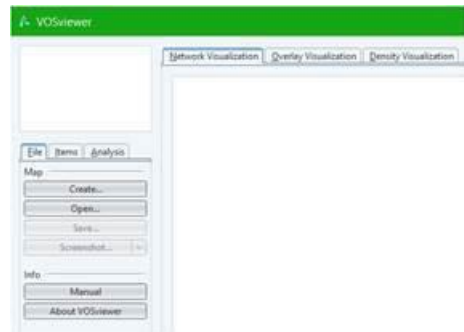 VOSviewer
Network Visualization Overlay Visualization Density Visualization
File Items Analysis
Map
Create...
Open...
Save...
Screenshot...
Info
Manual
About VOSviewer